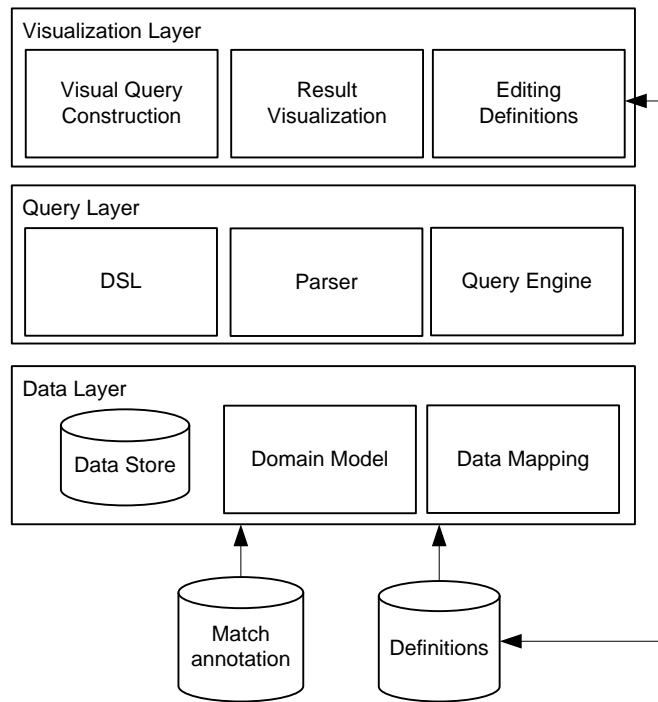 Visualization Layer
Visual Query
Construction
Result
Visualization
Editing
Definitions
Query Layer
DSL
Parser
Query Engine
Data Layer
Data Store
Domain Model
Data Mapping
Match
annotation
Definitions